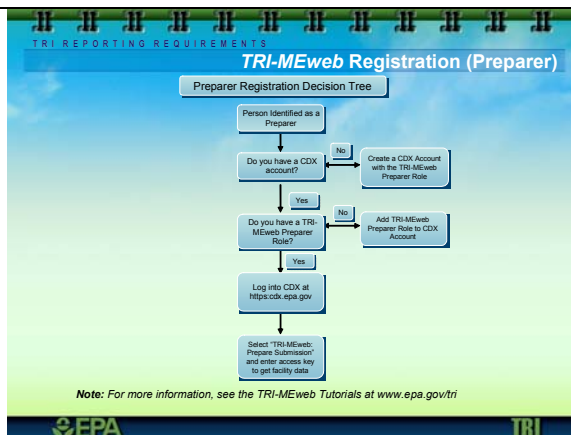 TRI REPORTING REQUIREMENTS
TRI-MEweb Registration (Preparer)
Preparer Registration Decision Tree
Person Identified as a
Preparer
Do you have a CDX
account?
No
Create a CDX Account
with the TRI-MEweb
Preparer Role
Yes
Do you have a TRI-
MEweb Preparer
Role?
No
Add TRI-MEweb
Preparer Role to CDX
Account
Yes
Log into CDX at
https:cdx.epa.gov
Select “TRI-MEweb:
Prepare Submission”
and enter access key
to get facility data
Note: For more information, see the TRI-MEweb Tutorials at www.epa.gov/tri
EPA
TRI